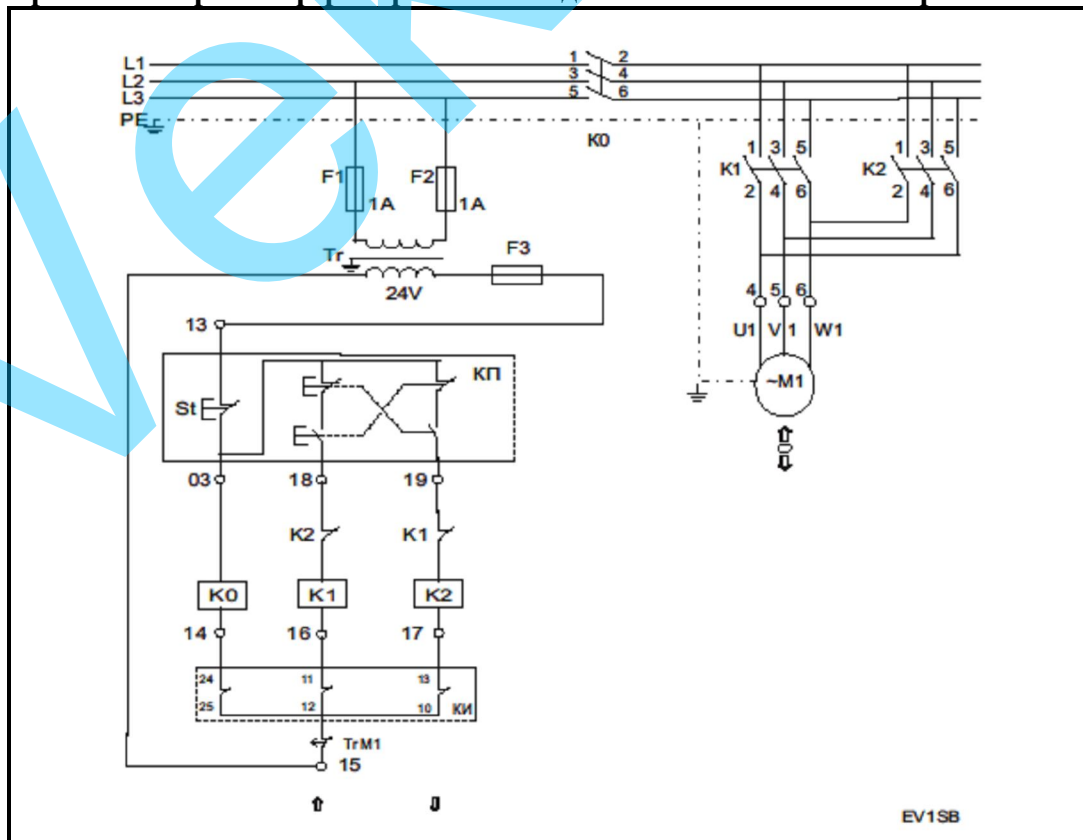 L1
L2
L3
PE
1 2
3 4
5 6
K0
F1
1A
F2
1A
Tr
24V
F3
K1
1 3 5
2 4 6
K2
1 3 5
2 4 6
4 5 6
U1 V 1 W1
~M1
13
КП
St
03
18
19
K2
K1
K0
K1
K2
14
16
17
24
25
11
12
13
10
КИ
TrM1
15
EV1SB